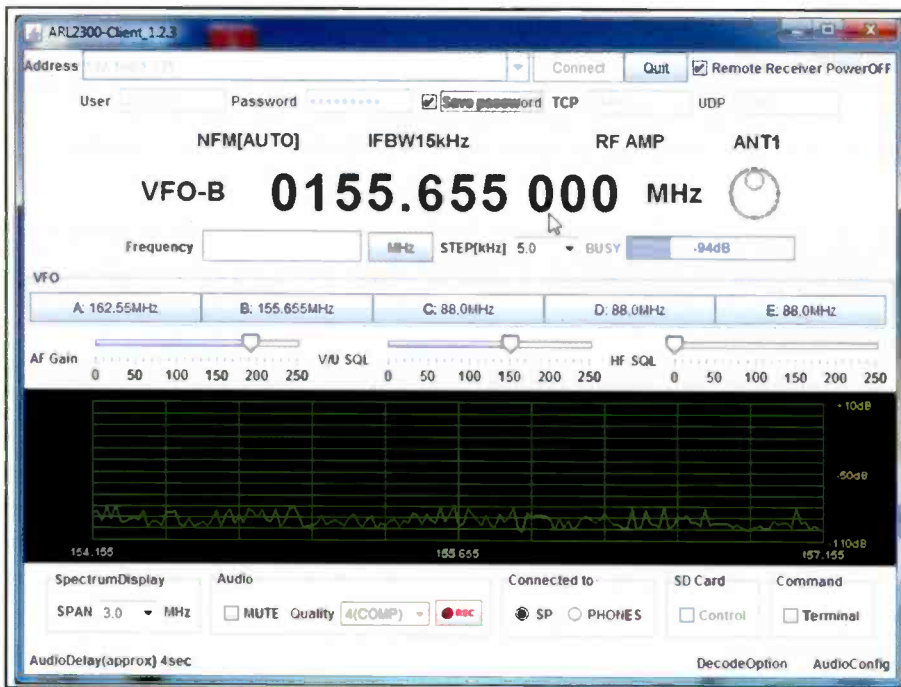 ARL2300-Client_1.2.3
Address Connect Quit Remote Receiver PowerOFF
User Password Save password TCP UDP
NFM[AUTO] IFBW15kHz RF AMP ANT1
VFO-B 0155.655 000 MHz
Frequency MHz STEP[kHz] 5.0 BUSY -94dB
VFO
A: 162.55MHz B: 155.655MHz C: 88.0MHz D: 88.0MHz E: 88.0MHz
AF Gain 0 50 100 150 200 250 V/U SQL 0 50 100 150 200 250 HF SQL 0 50 100 150 200 250
+10dB
-50dB
-110dB
154.155 155.655 157.155
SpectrumDisplay Audio Connected to SD Card Command
SPAN 3.0 MHz MUTE Quality 4(COMP) REC SP PHONES Control Terminal
AudioDelay(approx) 4sec DecodeOption AudioConfig